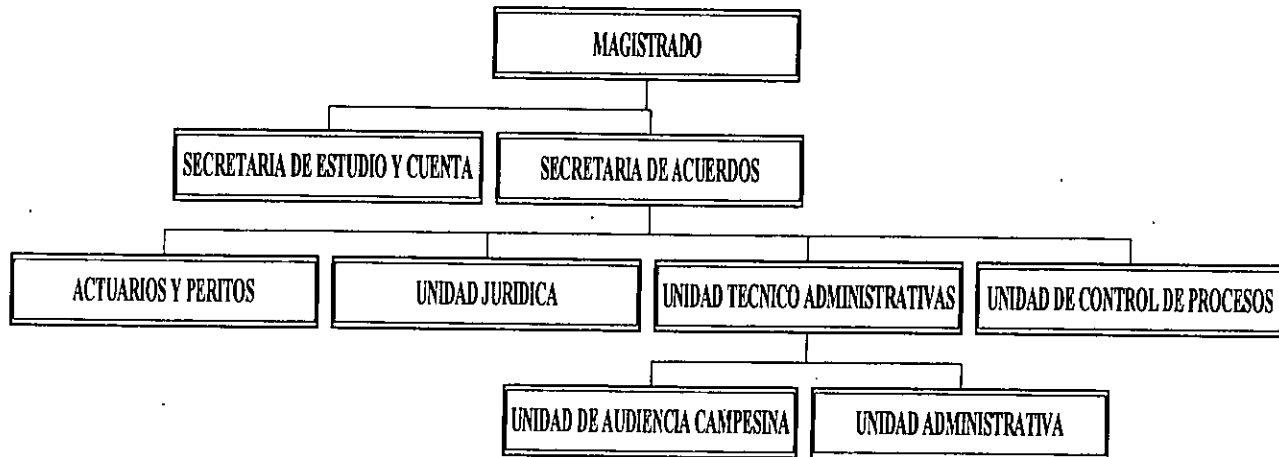 MAGISTRADO
SECRETARIA DE ESTUDIO Y CUENTA
SECRETARIA DE ACUERDOS
ACTUARIOS Y PERITOS
UNIDAD JURIDICA
UNIDAD TECNICO ADMINISTRATIVAS
UNIDAD DE CONTROL DE PROCESOS
UNIDAD DE AUDIENCIA CAMPESINA
UNIDAD ADMINISTRATIVA